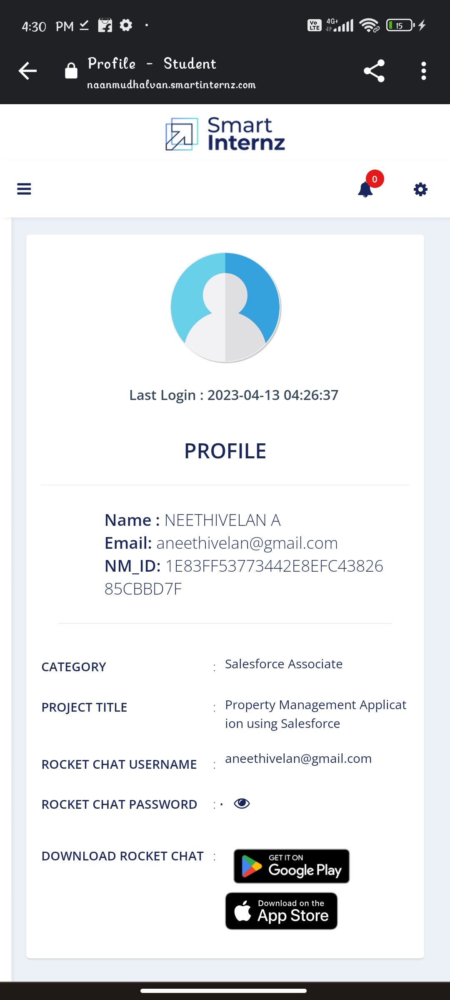 4:30 PM
Vo LTE 4G+ 15
Profile - Student
naanmudhalvan.smartinternz.com
Smart
Internz
0
Last Login : 2023-04-13 04:26:37
PROFILE
Name : NEETHIVELAN A
Email: aneethivelan@gmail.com
NM_ID: 1E83FF53773442E8EFC43826
85CBBD7F
CATEGORY : Salesforce Associate
PROJECT TITLE : Property Management Applicat
ion using Salesforce
ROCKET CHAT USERNAME : aneethivelan@gmail.com
ROCKET CHAT PASSWORD : •
DOWNLOAD ROCKET CHAT :
GET IT ON
Google Play
Download on the
App Store